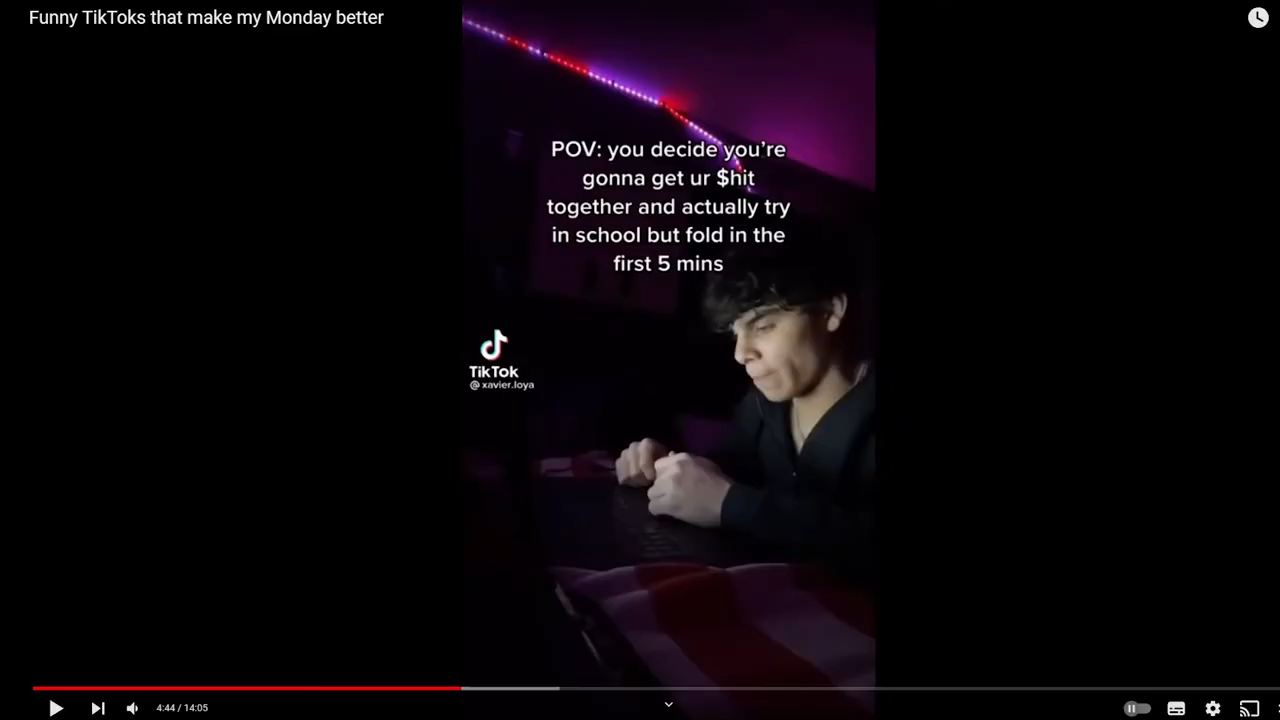 Funny TikToks that make my Monday better
POV: you decide you're
gonna get ur $hit
together and actually try
in school but fold in the
first 5 mins
TikTok
@xavier.loya
4:44 / 14:05